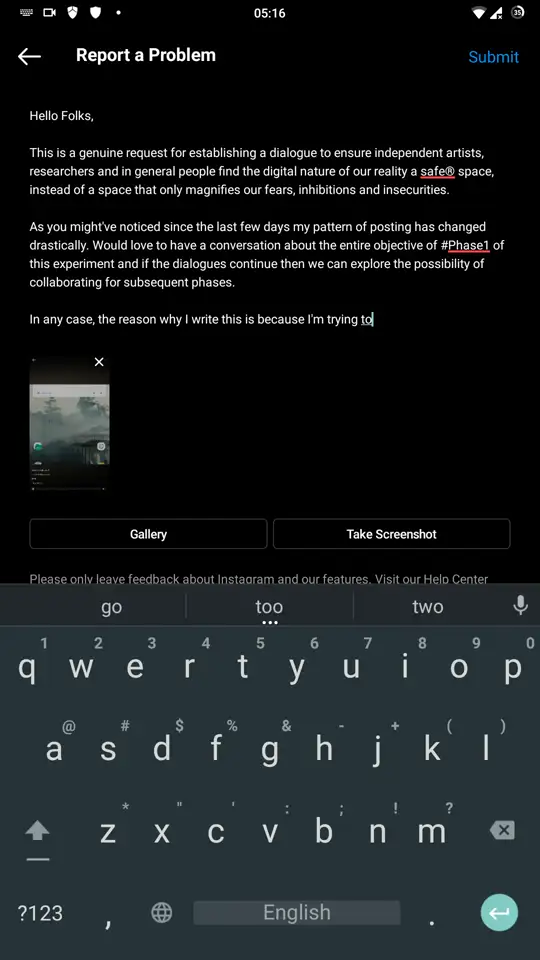 05:16
35
Report a Problem
Submit
Hello Folks,
This is a genuine request for establishing a dialogue to ensure independent artists,
researchers and in general people find the digital nature of our reality a safe® space,
instead of a space that only magnifies our fears, inhibitions and insecurities.
As you might've noticed since the last few days my pattern of posting has changed
drastically. Would love to have a conversation about the entire objective of #Phase1 of
this experiment and if the dialogues continue then we can explore the possibility of
collaborating for subsequent phases.
In any case, the reason why I write this is because I'm trying to
Gallery
Take Screenshot
Please only leave feedback about Instagram and our features. Visit our Help Center
go
too
two
1 2 3 4 5 6 7 8 9 0
q w e r t y u i o p
@ # $ % & - + ( )
a s d f g h j k l
* " ' : ; ! ?
z x c v b n m
?123 , English .